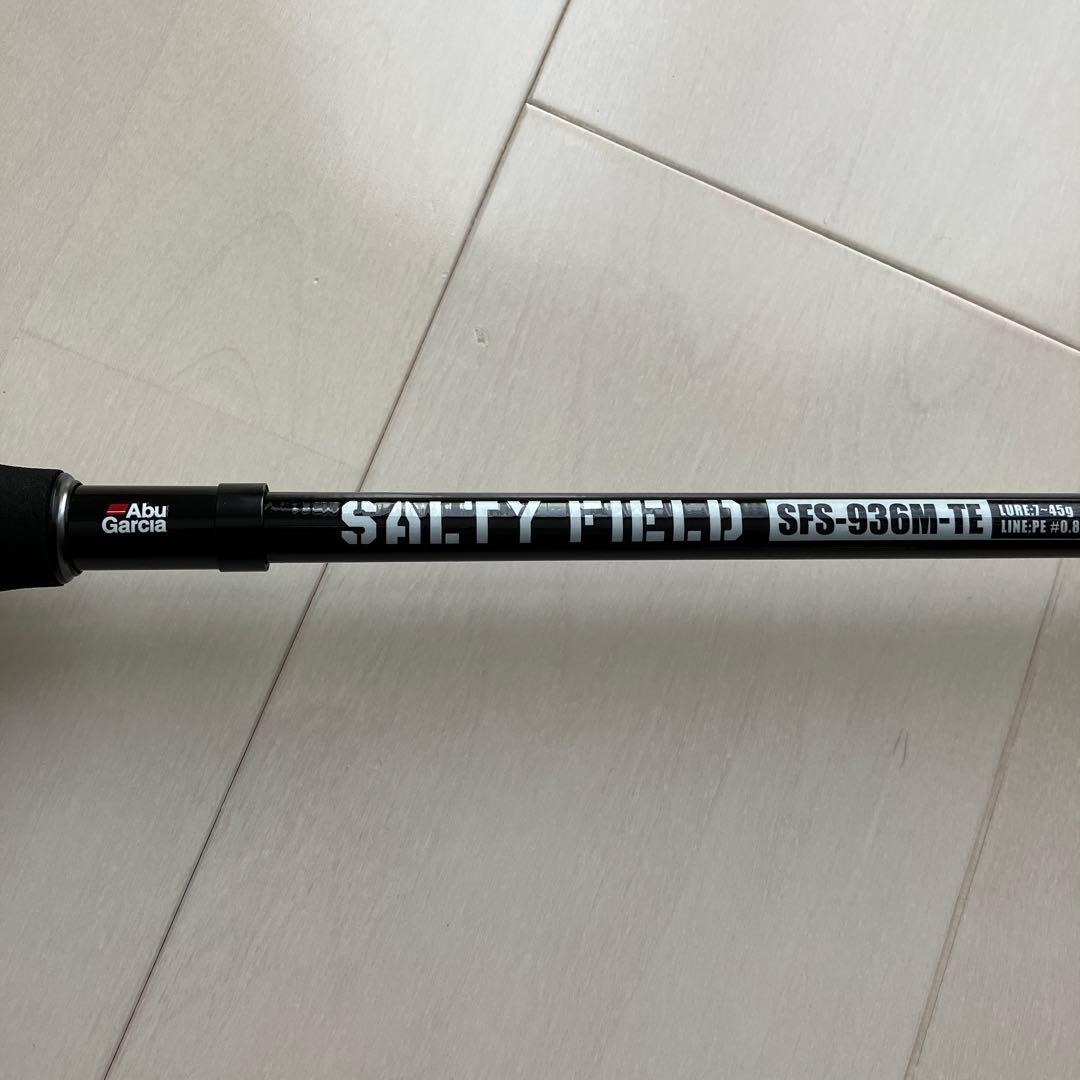 Abu
Garcia
SALTY FIELD
SFS-936M-TE
LURE:7~45g
LINE:PE #0.8